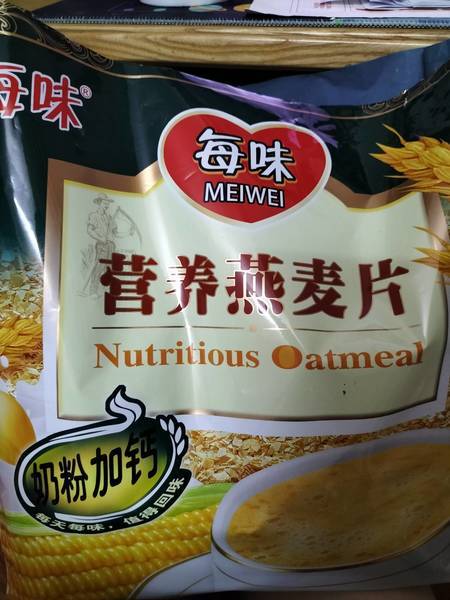 每味®
每味
MEIWEI
营养燕麦片
Nutritious Oatmeal
奶粉加钙
每天每味，值得回味